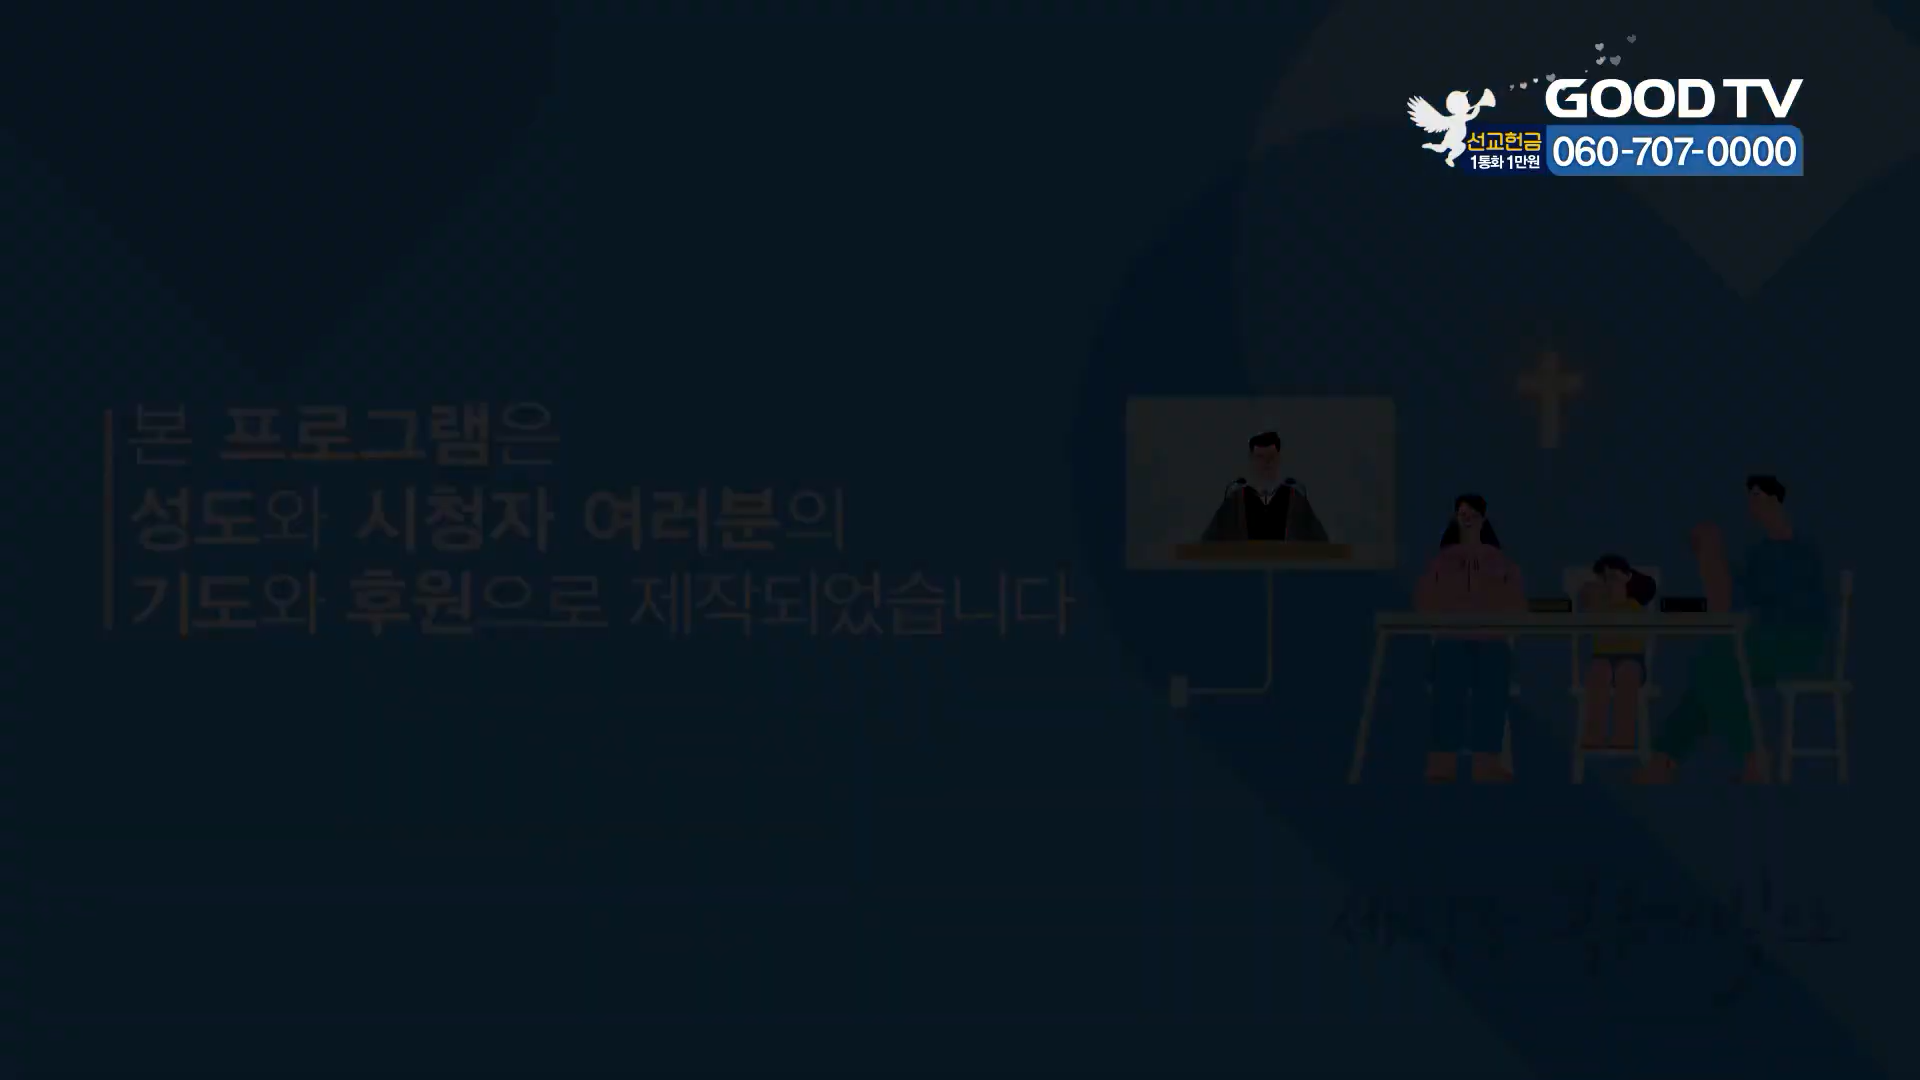 GOOD TV
선교헌금
1통화 1만원
060-707-0000
본 프로그램은
성도와 시청자 여러분의
기도와 후원으로 제작되었습니다